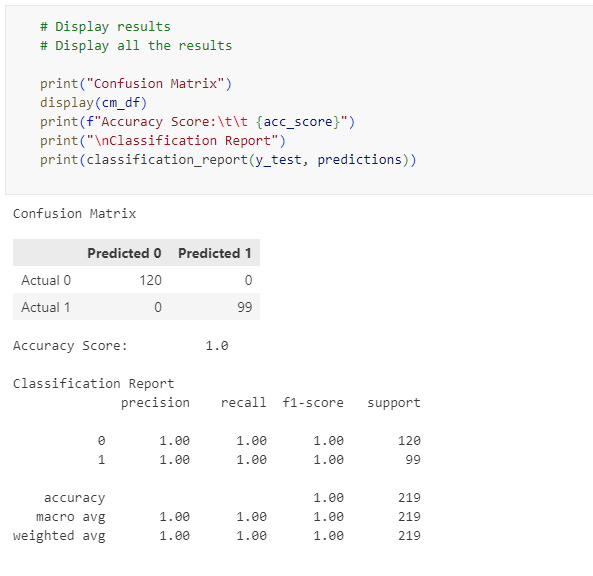 # Display results
# Display all the results
print("Confusion Matrix")
display(cm_df)
print(f"Accuracy Score:\t\t {acc_score}")
print("\nClassification Report")
print(classification_report(y_test, predictions))
Confusion Matrix
Predicted 0 Predicted 1
Actual 0 120 0
Actual 1 0 99
Accuracy Score: 1.0
Classification Report
precision recall f1-score support
0 1.00 1.00 1.00 120
1 1.00 1.00 1.00 99
accuracy 1.00 219
macro avg 1.00 1.00 1.00 219
weighted avg 1.00 1.00 1.00 219